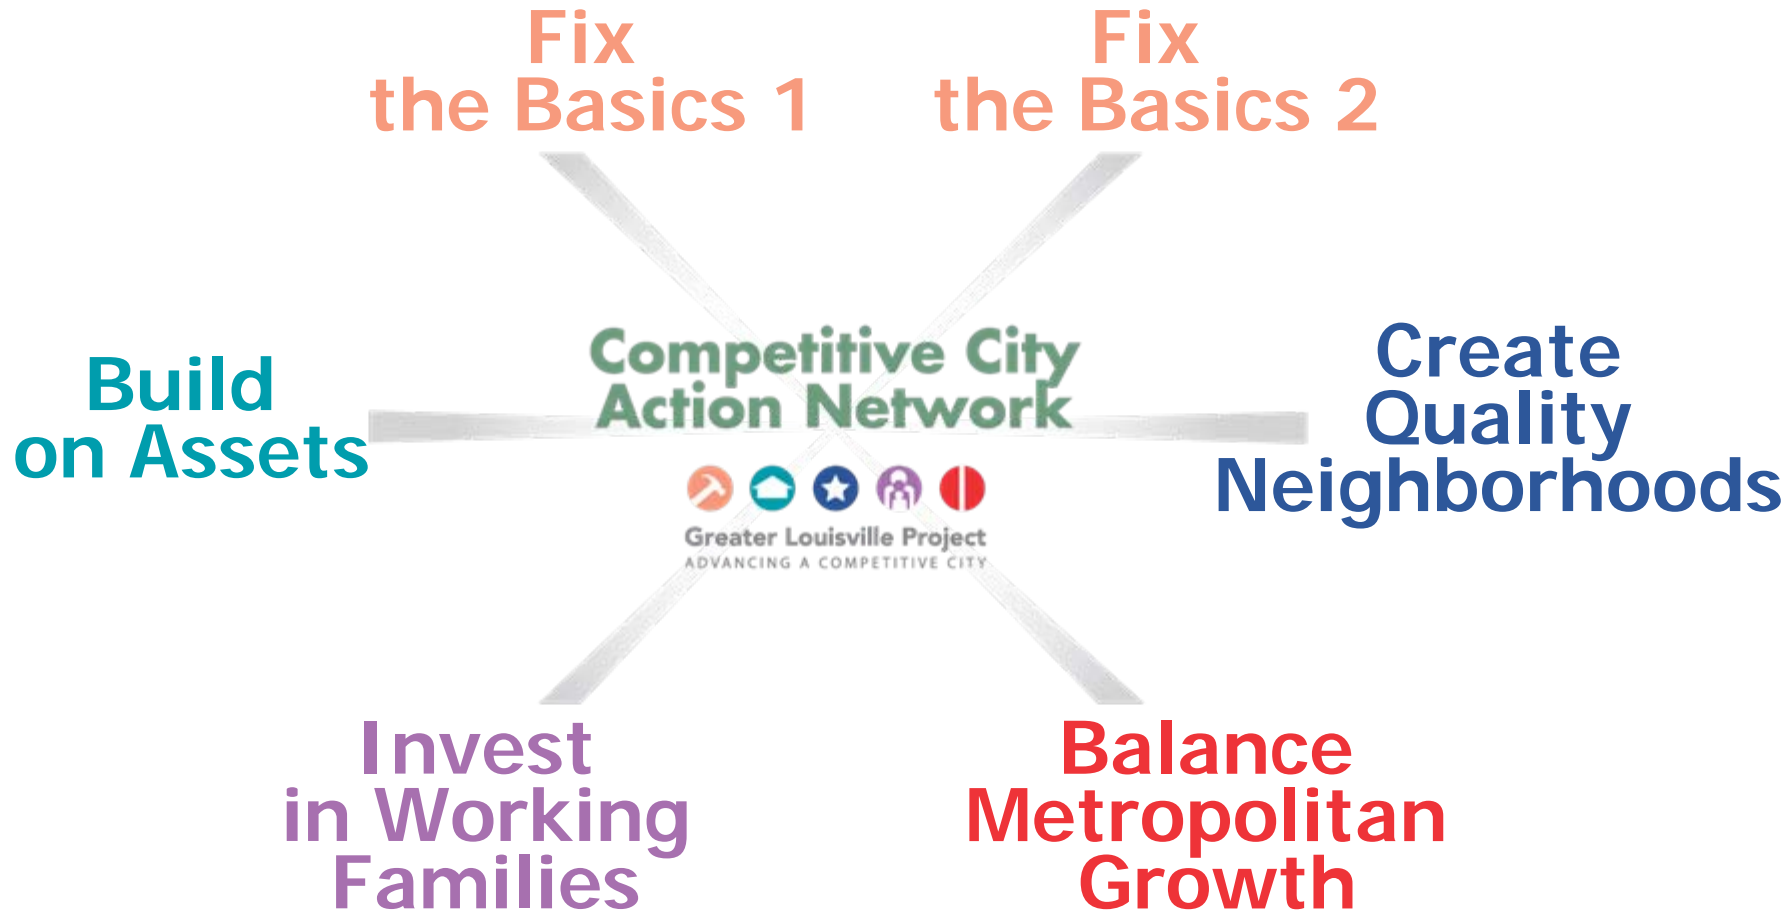 Fix
the Basics 1
Fix
the Basics 2
Build
on Assets
Competitive City
Action Network
Greater Louisville Project
ADVANCING A COMPETITIVE CITY
Create
Quality
Neighborhoods
Invest
in Working
Families
Balance
Metropolitan
Growth